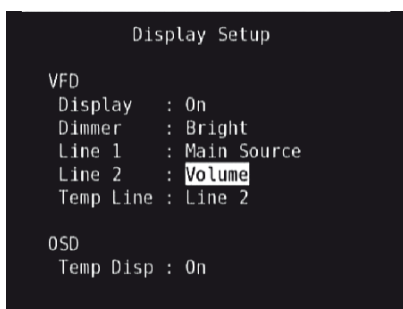 Display Setup
VFD
Display : On
Dimmer : Bright
Line 1 : Main Source
Line 2 : Volume
Temp Line : Line 2
OSD
Temp Disp : On